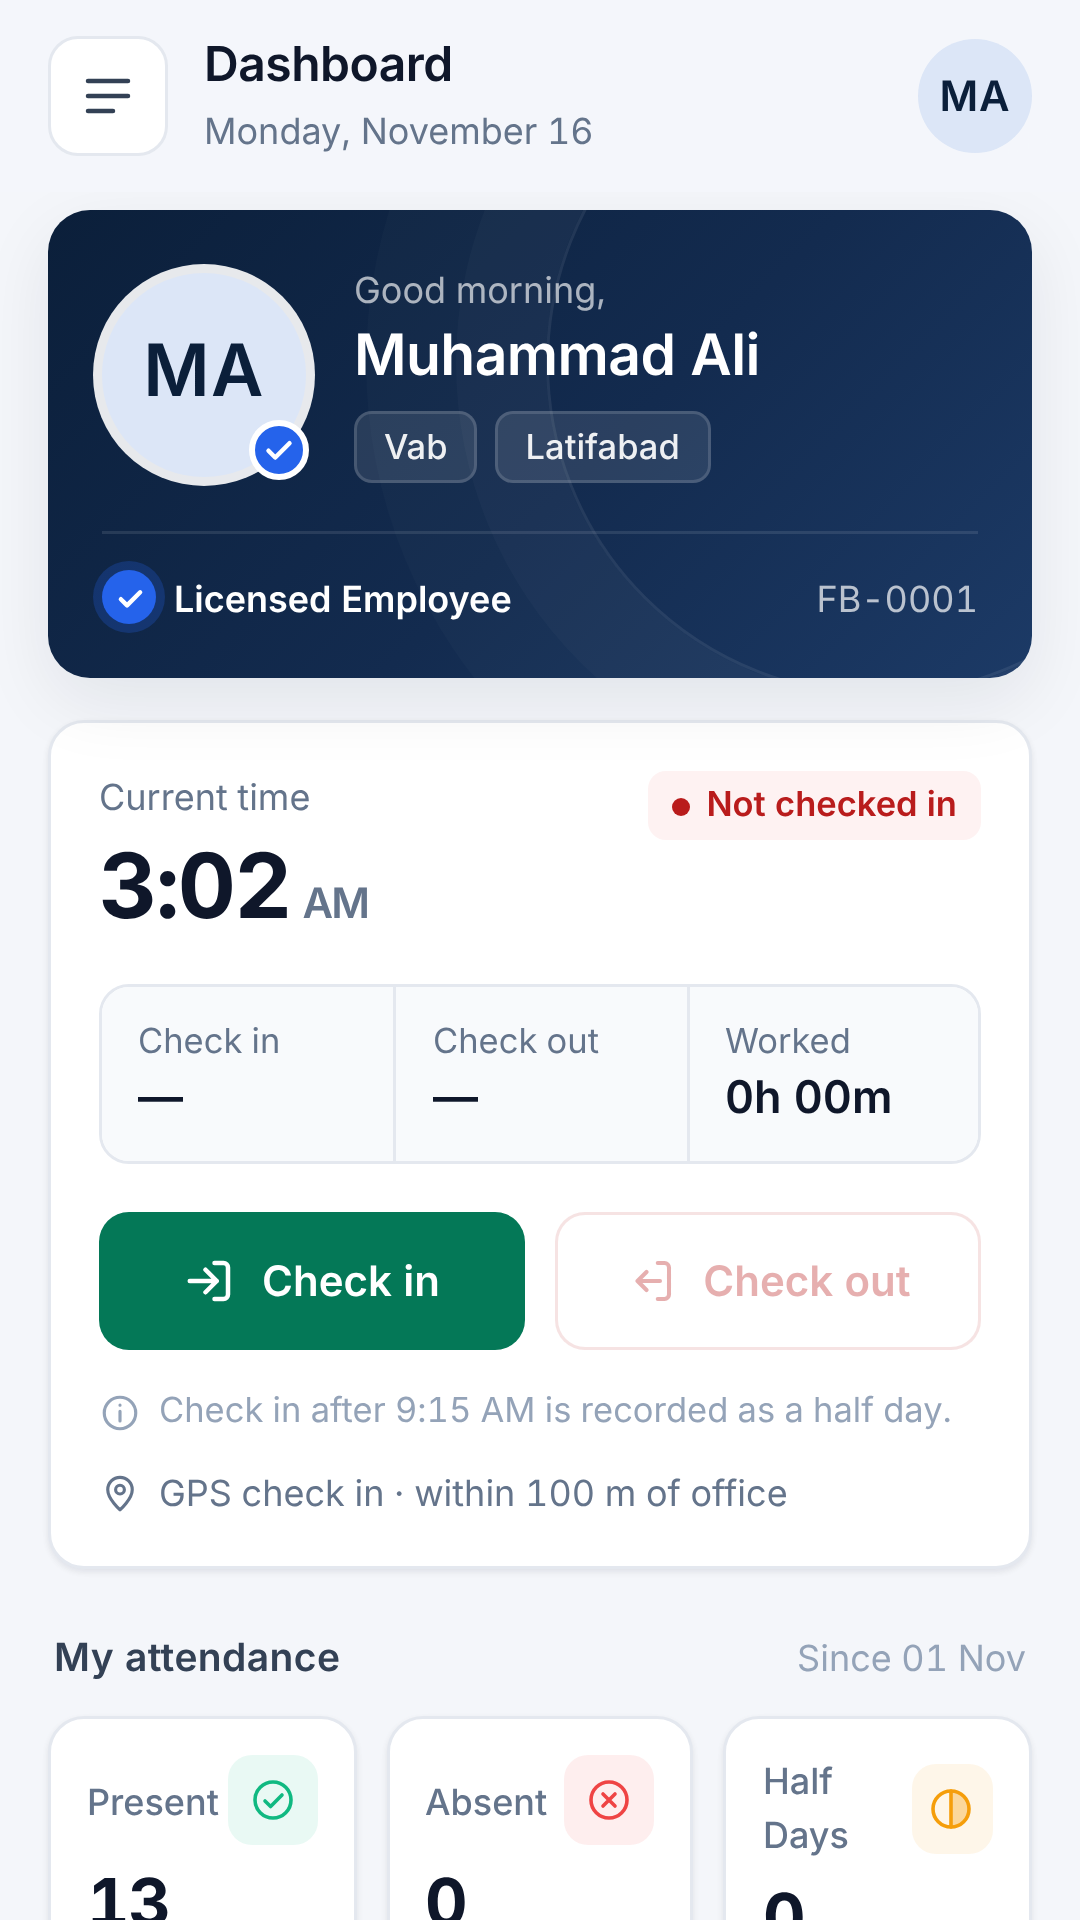 Dashboard
Monday, November 16
MA
MA
Good morning,
Muhammad Ali
Vab
Latifabad
Licensed Employee
FB-0001
Current time
Not checked in
3:02 AM
Check in
Check out
Worked
—
—
0h 00m
Check in
Check out
Check in after 9:15 AM is recorded as a half day.
GPS check in · within 100 m of office
My attendance
Since 01 Nov
Present
Absent
Half
Days
13
0
0